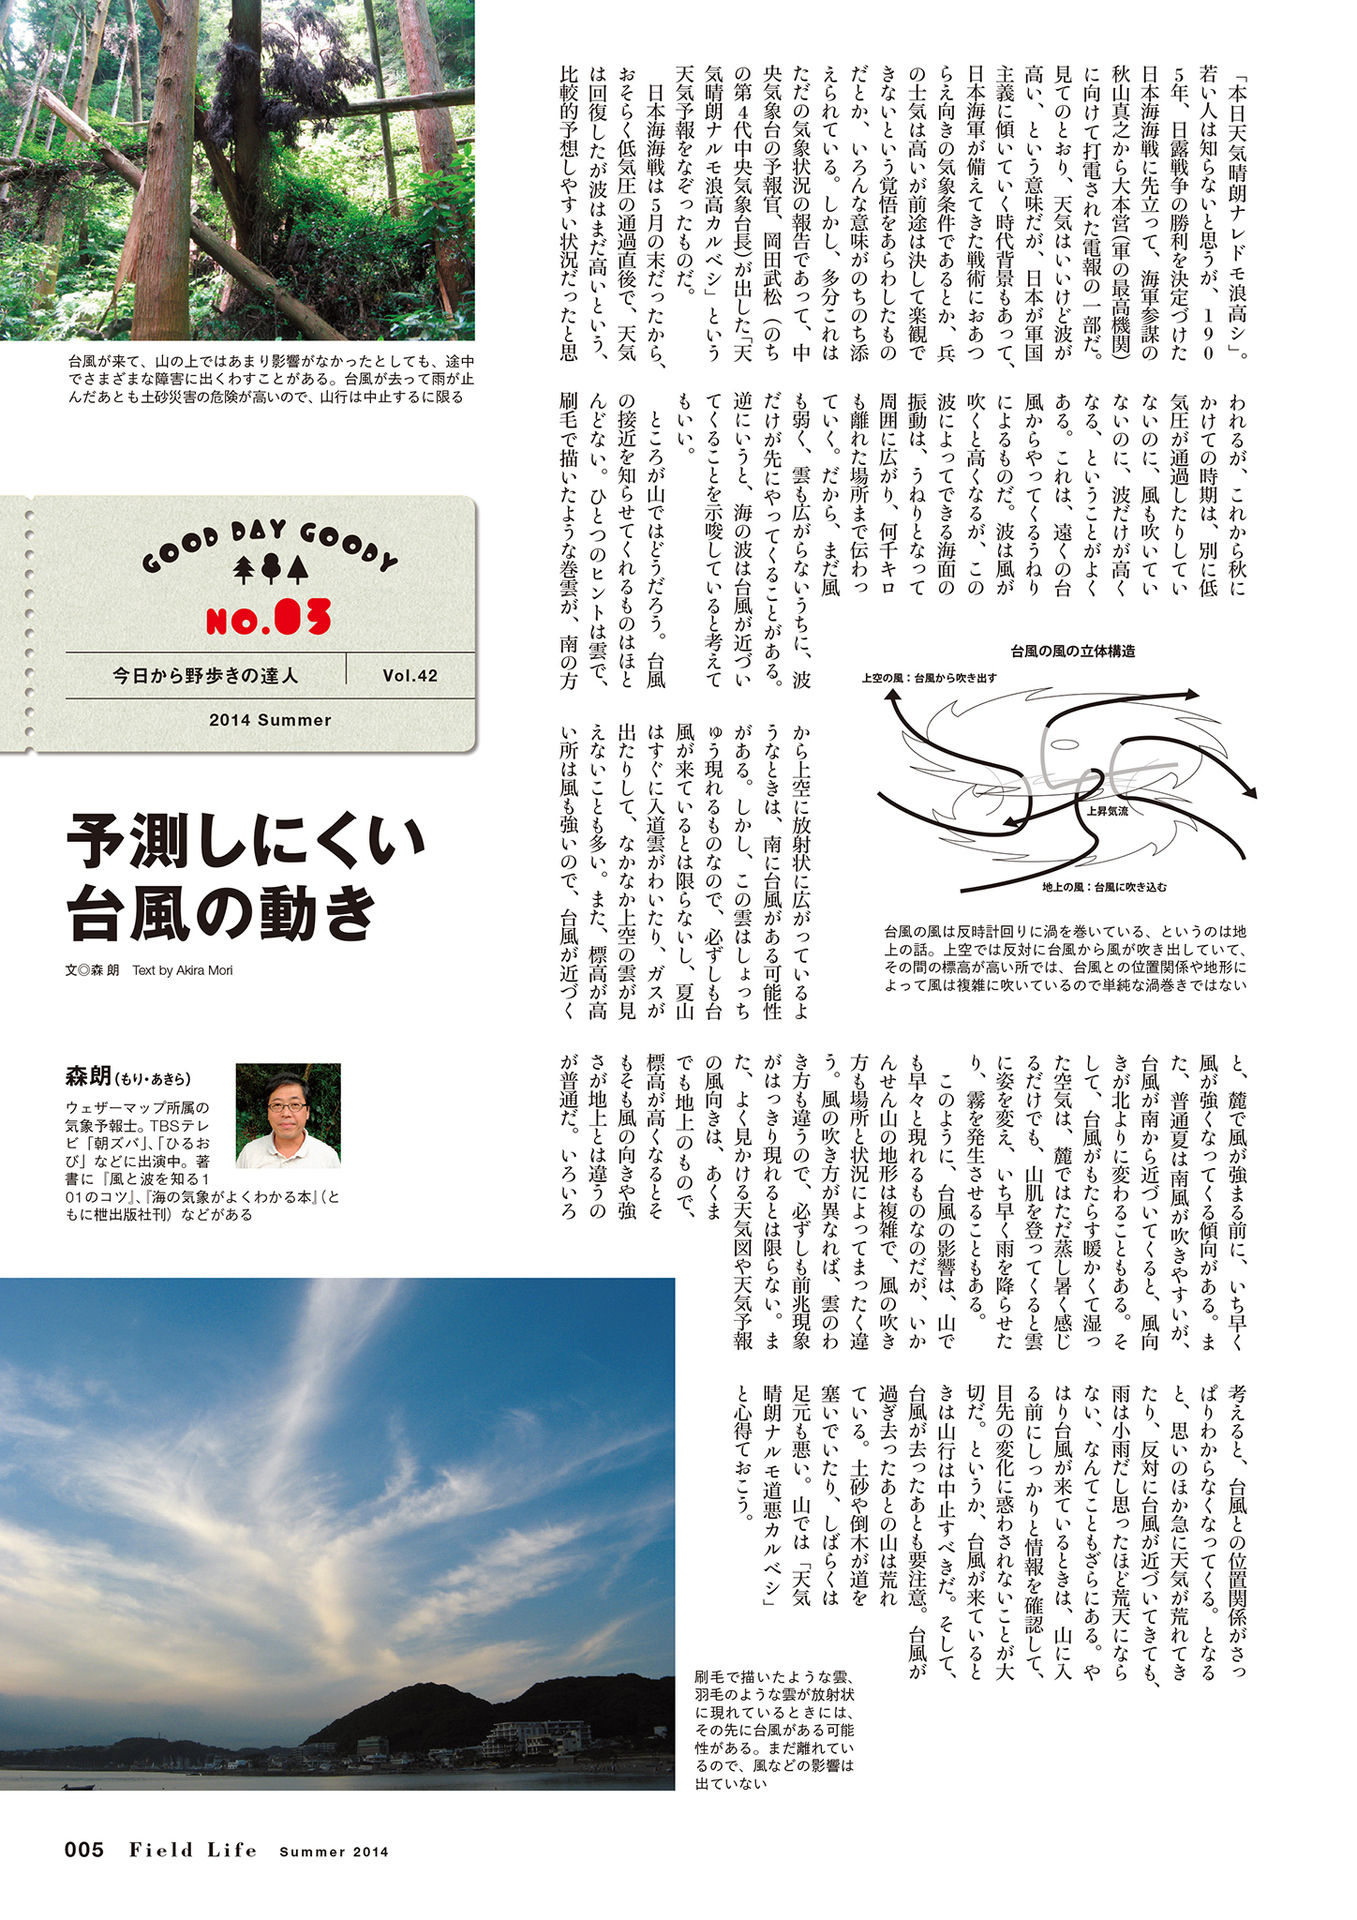 台風が来て、山の上ではあまり影響がなかったとしても、途中
でさまざまな障害に出くわすことがある。台風が去って雨が止
んだあとも土砂災害の危険が高いので、山行は中止するに限る
GOOD DAY GOODY
NO.03
今日から野歩きの達人
Vol.42
2014 Summer
予測しにくい
台風の動き
文◎森 朗 Text by Akira Mori
森朗(もり・あきら)
ウェザーマップ所属の
気象予報士。TBSテレ
ビ「朝ズバ」、「ひるお
び」などに出演中。著
書に『風と波を知る1
01のコツ』、『海の気象がよくわかる本』(と
もに枻出版社刊)などがある
「本日天気晴朗ナレドモ浪高シ」。
若い人は知らないと思うが、190
5年、日露戦争の勝利を決定づけた
日本海海戦に先立って、海軍参謀の
秋山真之から大本営(軍の最高機関)
に向けて打電された電報の一部だ。
見てのとおり、天気はいいけど波が
高い、という意味だが、日本が軍国
主義に傾いていく時代背景もあって、
日本海軍が備えてきた戦術におあつ
らえ向きの気象条件であるとか、兵
の士気は高いが前途は決して楽観で
きないという覚悟をあらわしたもの
だとか、いろんな意味がのちのち添
えられている。しかし、多分これは
ただの気象状況の報告であって、中
央気象台の予報官、岡田武松(のち
の第4代中央気象台長)が出した「天
気晴朗ナルモ浪高カルベシ」という
天気予報をなぞったものだ。
日本海海戦は5月の末だったから、
おそらく低気圧の通過直後で、天気
は回復したが波はまだ高いという、
比較的予想しやすい状況だったと思
われるが、これから秋に
かけての時期は、別に低
気圧が通過したりしてい
ないのに、風も吹いてい
ないのに、波だけが高く
なる、ということがよく
ある。これは、遠くの台
風からやってくるうねり
によるものだ。波は風が
吹くと高くなるが、この
波によってできる海面の
振動は、うねりとなって
周囲に広がり、何千キロ
も離れた場所まで伝わっ
ていく。だから、まだ風
も弱く、雲も広がらないうちに、波
だけが先にやってくることがある。
逆にいうと、海の波は台風が近づい
てくることを示唆していると考えて
もいい。
ところが山ではどうだろう。台風
の接近を知らせてくれるものはほと
んどない。ひとつのヒントは雲で、
刷毛で描いたような巻雲が、南の方
台風の風の立体構造
上空の風：台風から吹き出す
上昇気流
地上の風：台風に吹き込む
台風の風は反時計回りに渦を巻いている、というのは地
上の話。上空では反対に台風から風が吹き出していて、
その間の標高が高い所では、台風との位置関係や地形に
よって風は複雑に吹いているので単純な渦巻きではない
から上空に放射状に広がっているよ
うなときは、南に台風がある可能性
がある。しかし、この雲はしょっち
ゅう現れるものなので、必ずしも台
風が来ているとは限らないし、夏山
はすぐに入道雲がわいたり、ガスが
出たりして、なかなか上空の雲が見
えないことも多い。また、標高が高
い所は風も強いので、台風が近づく
と、麓で風が強まる前に、いち早く
風が強くなってくる傾向がある。ま
た、普通夏は南風が吹きやすいが、
台風が南から近づいてくると、風向
きが北よりに変わることもある。そ
して、台風がもたらす暖かくて湿っ
た空気は、麓ではただ蒸し暑く感じ
るだけでも、山肌を登ってくると雲
に姿を変え、いち早く雨を降らせた
り、霧を発生させることもある。
このように、台風の影響は、山で
も早々と現れるものなのだが、いか
んせん山の地形は複雑で、風の吹き
方も場所と状況によってまったく違
う。風の吹き方が異なれば、雲のわ
き方も違うので、必ずしも前兆現象
がはっきり現れるとは限らない。ま
た、よく見かける天気図や天気予報
の風向きは、あくま
でも地上のもので、
標高が高くなるとそ
もそも風の向きや強
さが地上とは違うの
が普通だ。いろいろ
考えると、台風との位置関係がさっ
ぱりわからなくなってくる。となる
と、思いのほか急に天気が荒れてき
たり、反対に台風が近づいてきても、
雨は小雨だし思ったほど荒天になら
ない、なんてこともざらにある。や
はり台風が来ているときは、山に入
る前にしっかりと情報を確認して、
目先の変化に惑わされないことが大
切だ。というか、台風が来ていると
きは山行は中止すべきだ。そして、
台風が去ったあとも要注意。台風が
過ぎ去ったあとの山は荒れ
ている。土砂や倒木が道を
塞いでいたり、しばらくは
足元も悪い。山では「天気
晴朗ナルモ道悪カルベシ」
と心得ておこう。
刷毛で描いたような雲、
羽毛のような雲が放射状
に現れているときには、
その先に台風がある可能
性がある。まだ離れてい
るので、風などの影響は
出ていない
005 Field Life Summer 2014